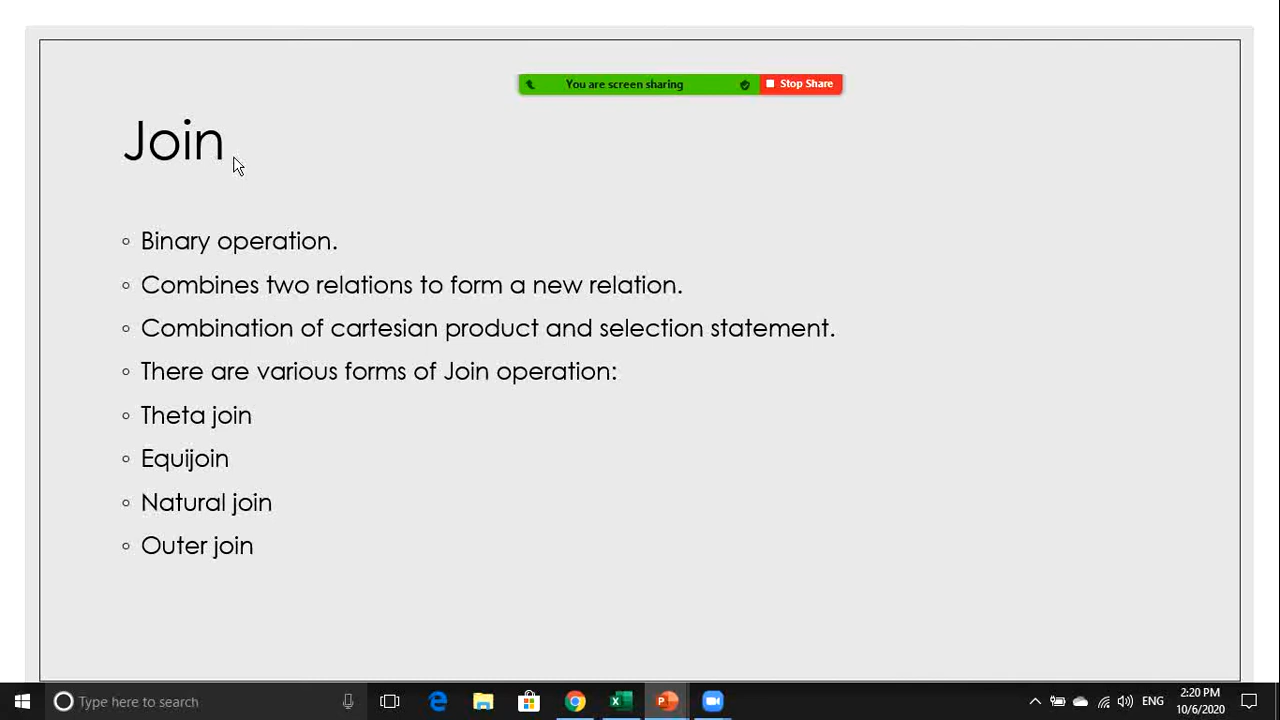 You are screen sharing
Stop Share
Join
Binary operation.
Combines two relations to form a new relation.
Combination of cartesian product and selection statement.
There are various forms of Join operation:
Theta join
Equijoin
Natural join
Outer join
Type here to search
ENG
2:20 PM
10/6/2020